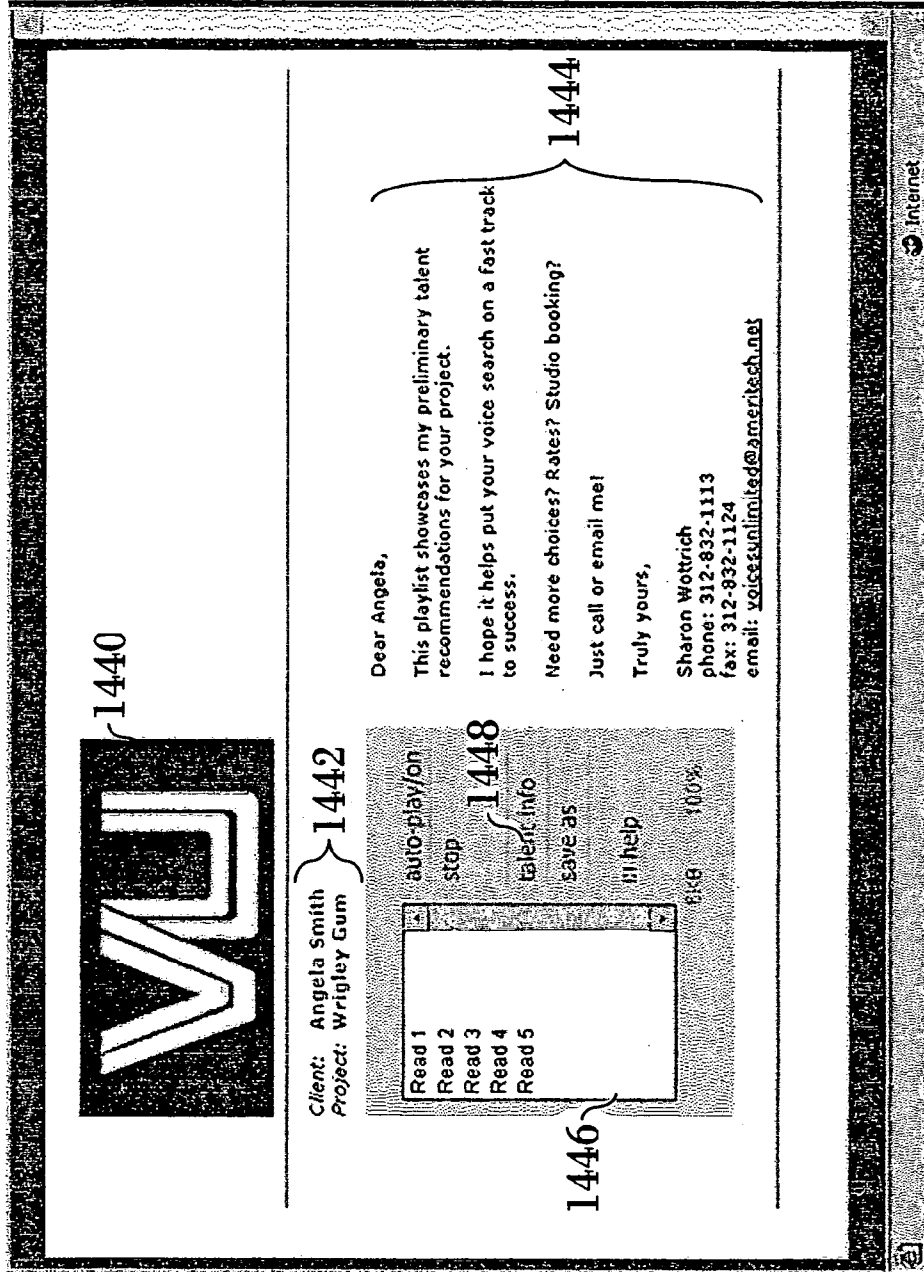 VU
1440
Client: Angela Smith
Project: Wrigley Gum
1442
Read 1
Read 2
Read 3
Read 4
Read 5
1446
auto-play/on
stop
1448
talent info
save as
help
100%
Dear Angela,
This playlist showcases my preliminary talent
recommendations for your project.
I hope it helps put your voice search on a fast track
to success.
Need more choices? Rates? Studio booking?
Just call or email me!
Truly yours,
Sharon Wottrich
phone: 312-832-1113
fax: 312-832-1124
email: voicesunlimited@ameritech.net
1444
Internet